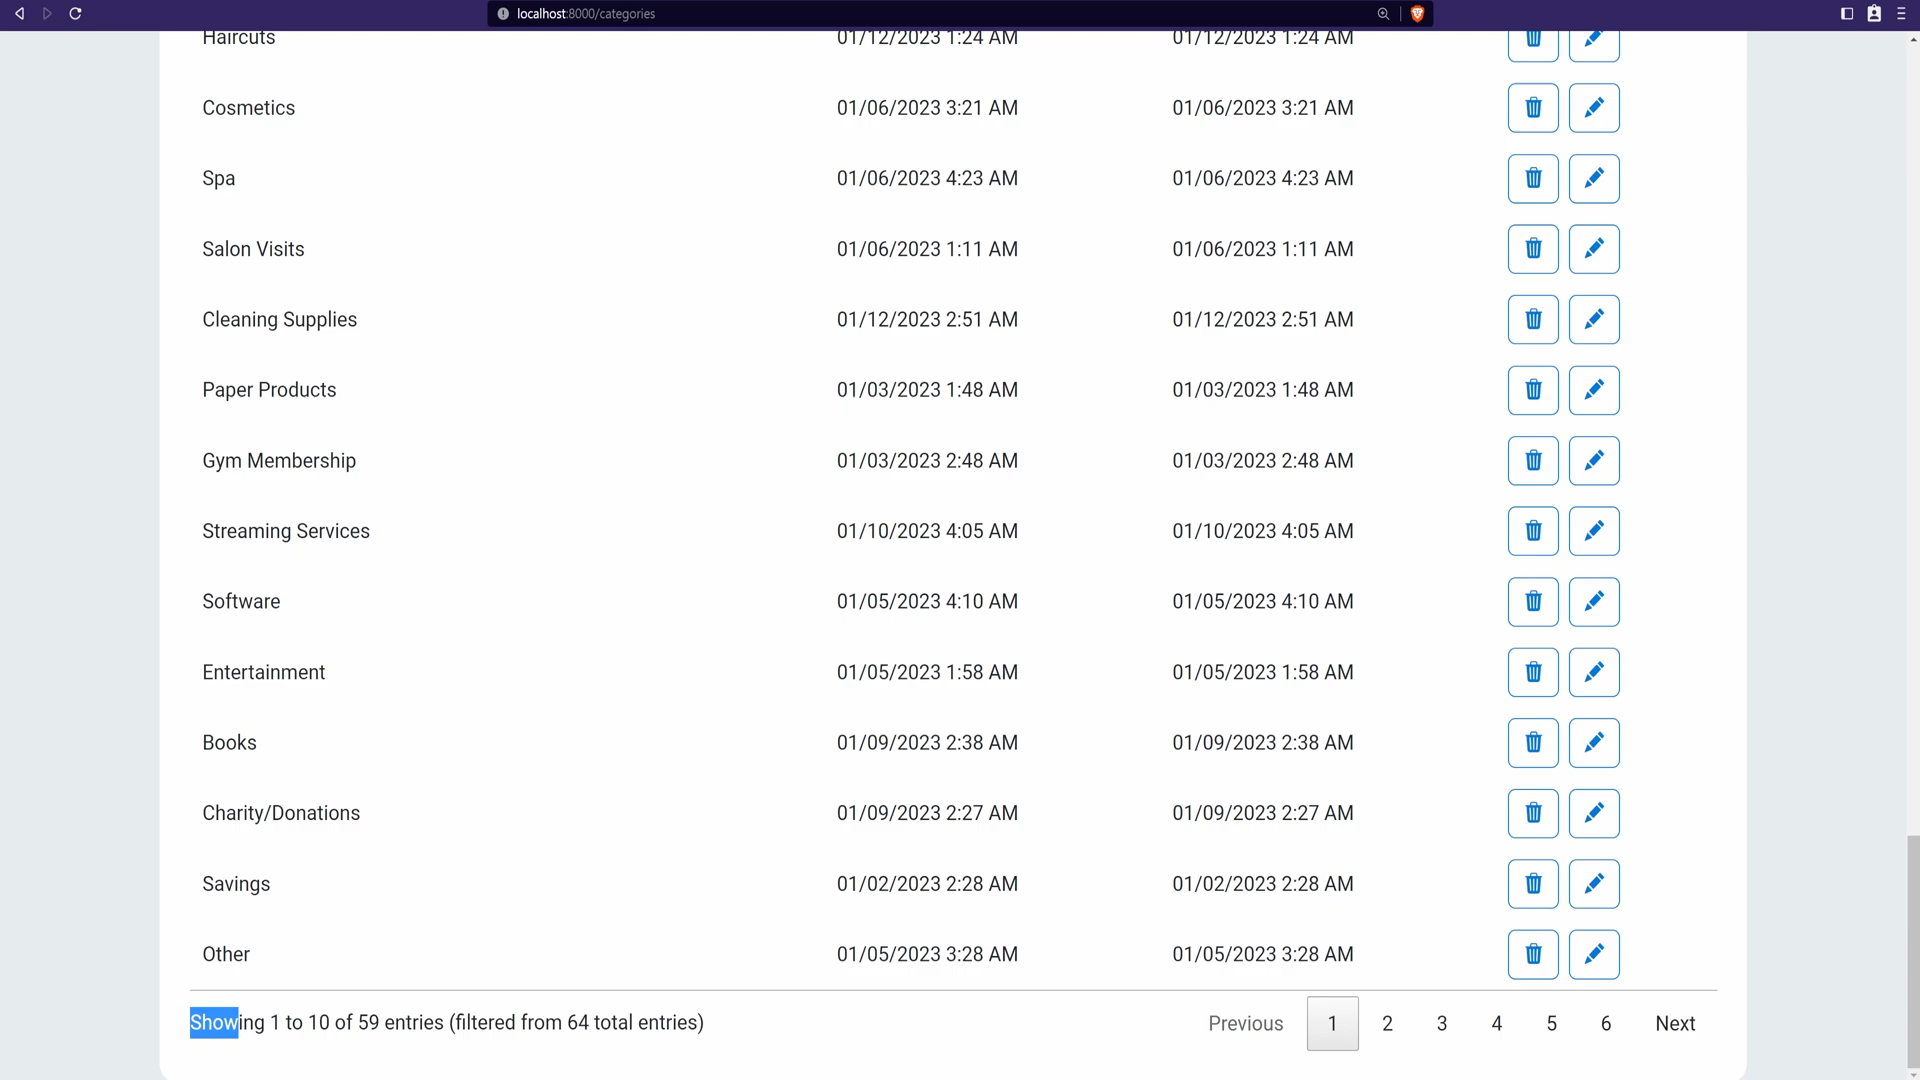 localhost:8000/categories
Haircuts 01/12/2023 1:24 AM 01/12/2023 1:24 AM
Cosmetics 01/06/2023 3:21 AM 01/06/2023 3:21 AM
Spa 01/06/2023 4:23 AM 01/06/2023 4:23 AM
Salon Visits 01/06/2023 1:11 AM 01/06/2023 1:11 AM
Cleaning Supplies 01/12/2023 2:51 AM 01/12/2023 2:51 AM
Paper Products 01/03/2023 1:48 AM 01/03/2023 1:48 AM
Gym Membership 01/03/2023 2:48 AM 01/03/2023 2:48 AM
Streaming Services 01/10/2023 4:05 AM 01/10/2023 4:05 AM
Software 01/05/2023 4:10 AM 01/05/2023 4:10 AM
Entertainment 01/05/2023 1:58 AM 01/05/2023 1:58 AM
Books 01/09/2023 2:38 AM 01/09/2023 2:38 AM
Charity/Donations 01/09/2023 2:27 AM 01/09/2023 2:27 AM
Savings 01/02/2023 2:28 AM 01/02/2023 2:28 AM
Other 01/05/2023 3:28 AM 01/05/2023 3:28 AM
Showing 1 to 10 of 59 entries (filtered from 64 total entries) Previous 1 2 3 4 5 6 Next